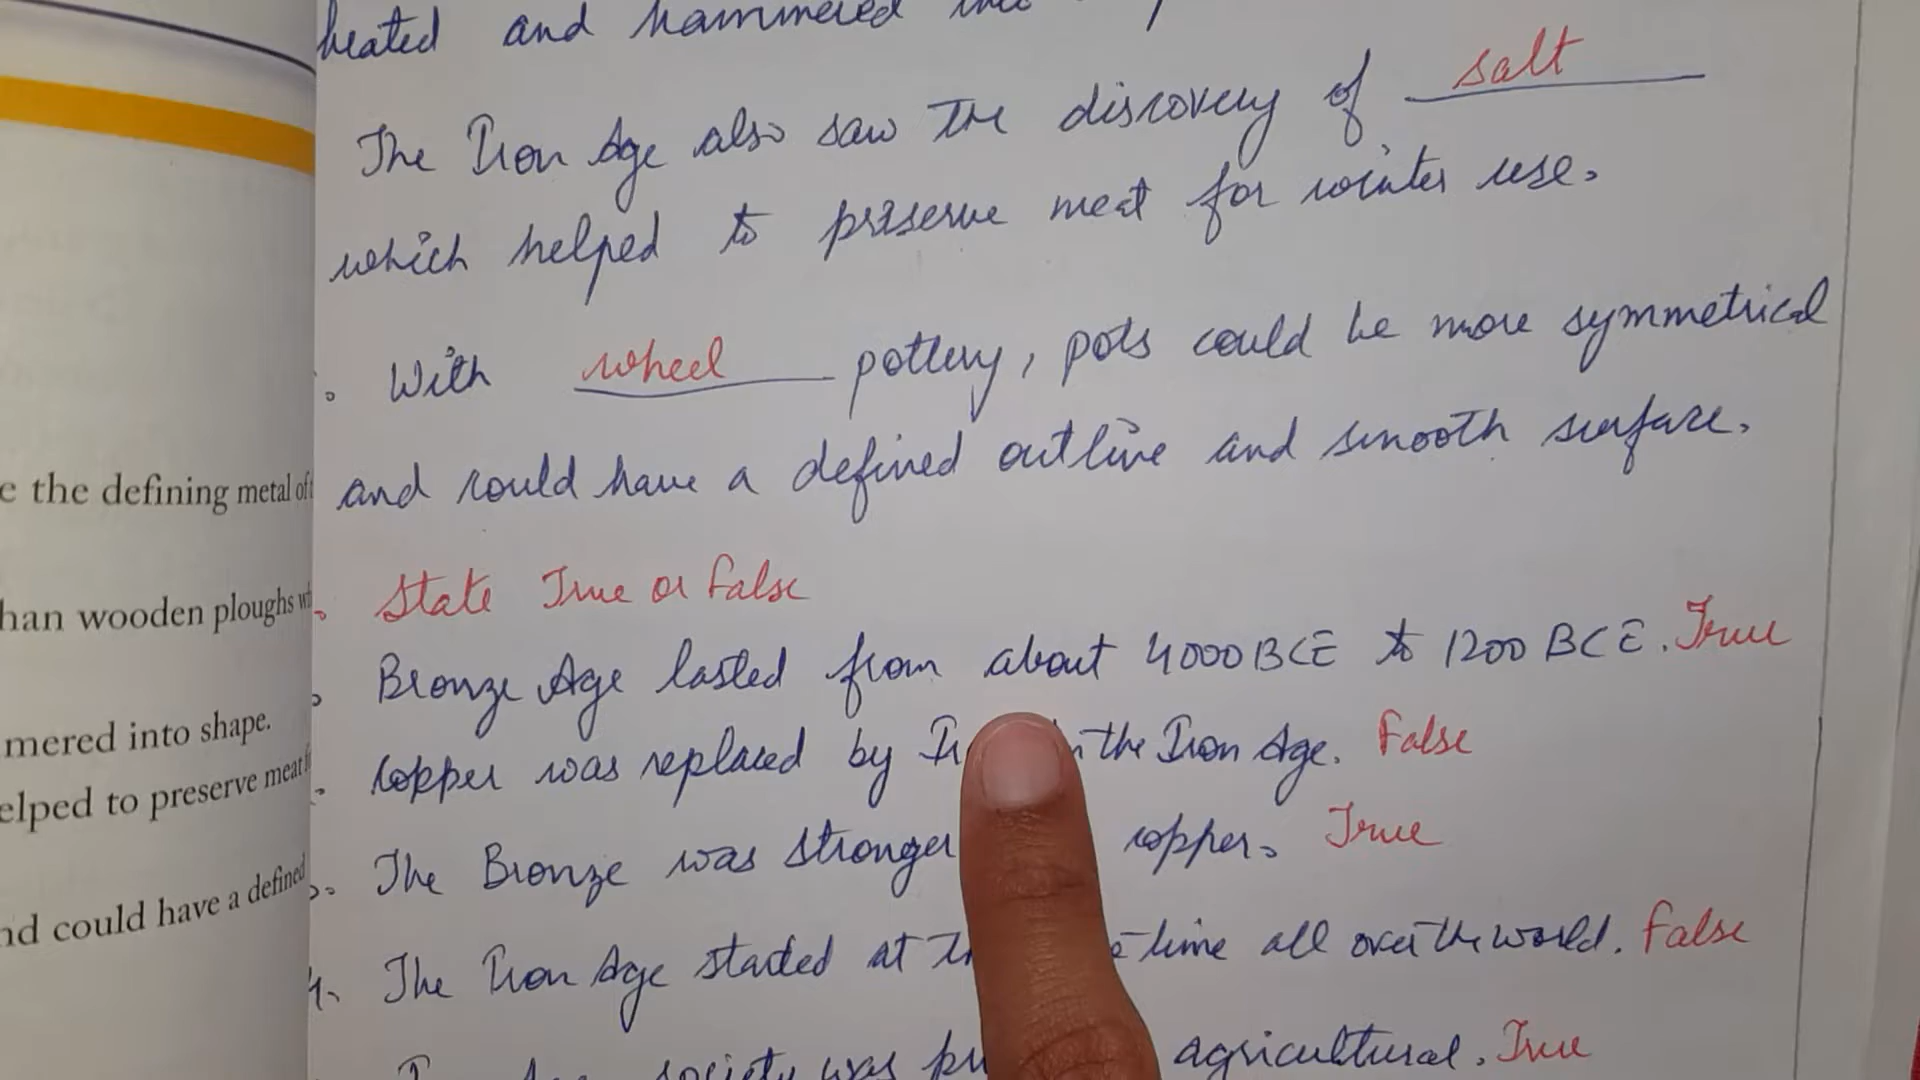 heated and hammered into
The Iron Age also saw the discovery of salt
which helped to preserve meat for winter use.
With wheel pottery, pots could be more symmetrical
and could have a defined outline and smooth surface.
State True or False
Bronze Age lasted from about 4000 BCE to 1200 BCE. True
Copper was replaced by the Iron Age. False
The Bronze was stronger copper. True
4. The Iron Age started at time all over the world. False
society was agricultural. True
e the defining metal of
han wooden ploughs
mered into shape.
elped to preserve meat
nd could have a defined